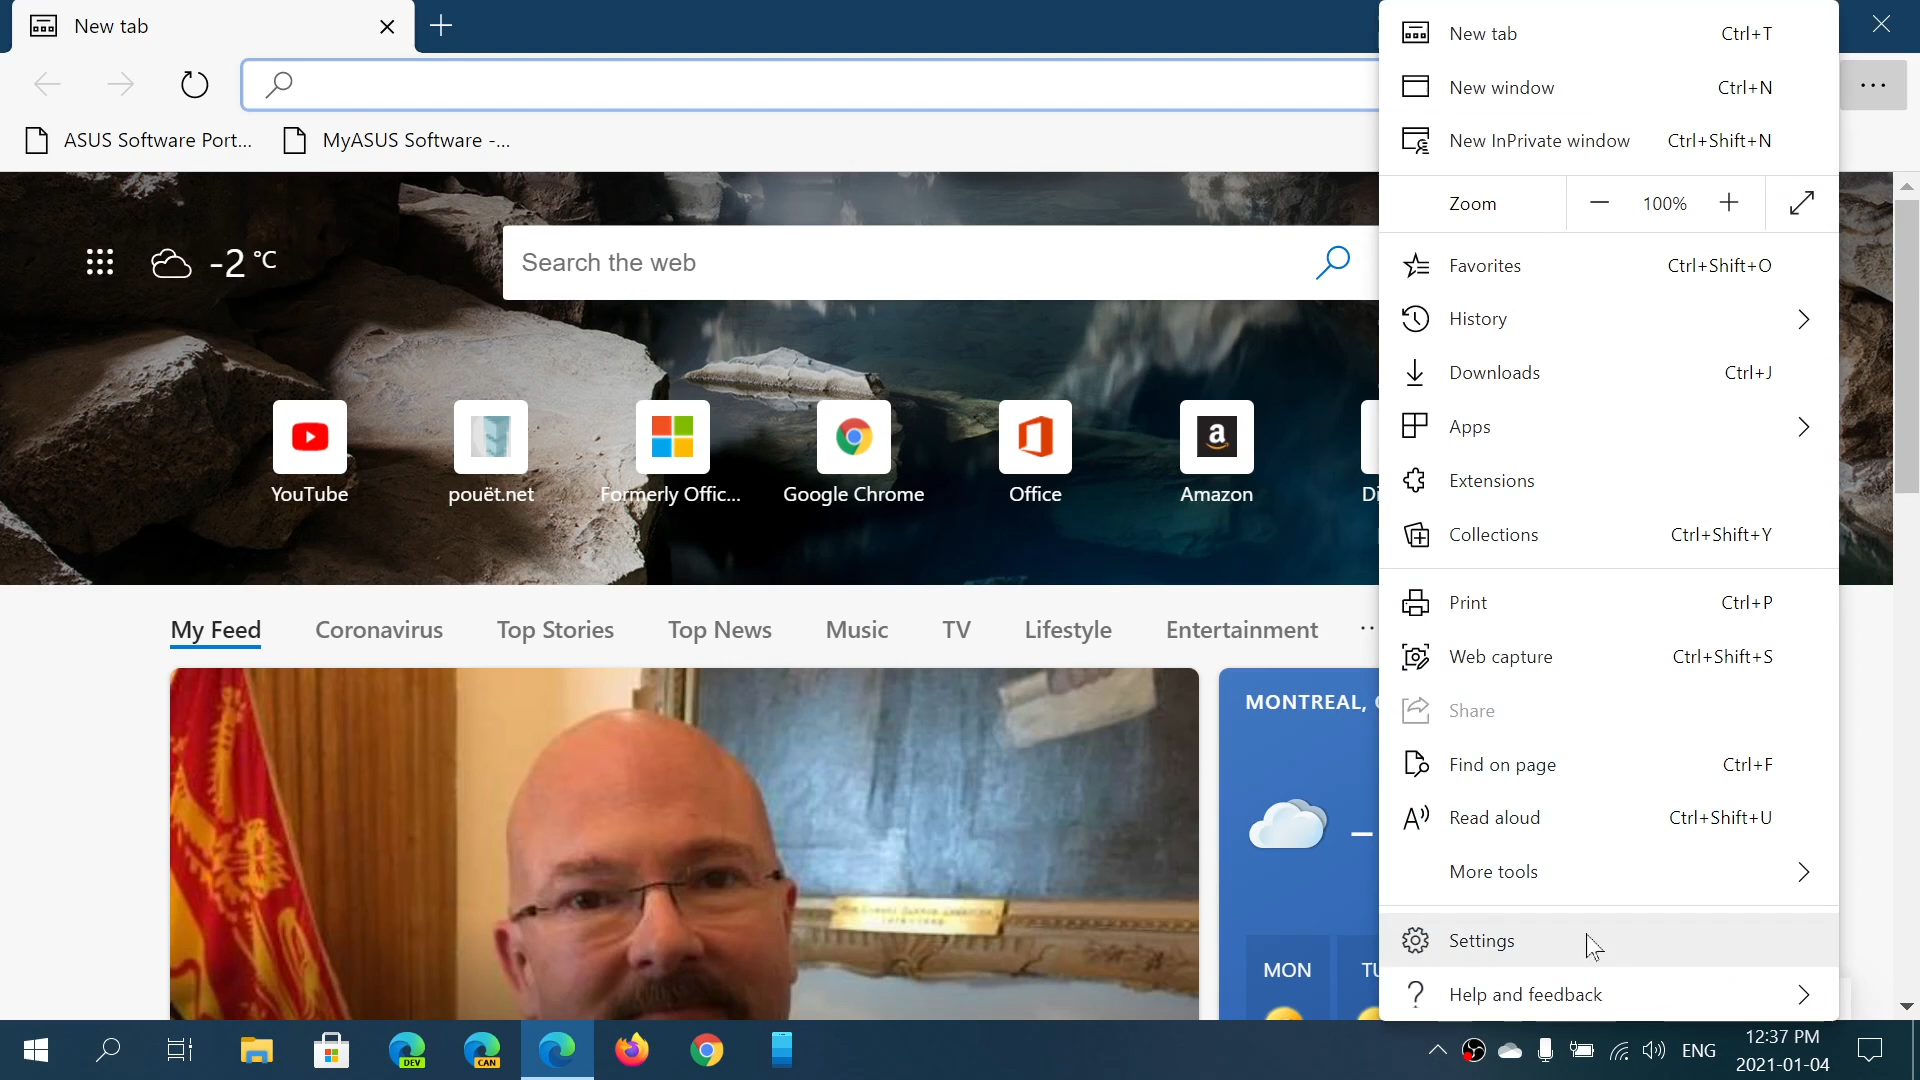 New tab
ASUS Software Port...
MyASUS Software -...
-2 °C
Search the web
YouTube
pouët.net
Formerly Offic...
Google Chrome
Office
Amazon
a
Di
My Feed
Coronavirus
Top Stories
Top News
Music
TV
Lifestyle
Entertainment
MONTREAL,
MON
TU
New tab Ctrl+T
New window Ctrl+N
New InPrivate window Ctrl+Shift+N
Zoom 100%
Favorites Ctrl+Shift+O
History
Downloads Ctrl+J
Apps
Extensions
Collections Ctrl+Shift+Y
Print Ctrl+P
Web capture Ctrl+Shift+S
Share
Find on page Ctrl+F
Read aloud Ctrl+Shift+U
More tools
Settings
Help and feedback
DEV
CAN
ENG
12:37 PM
2021-01-04